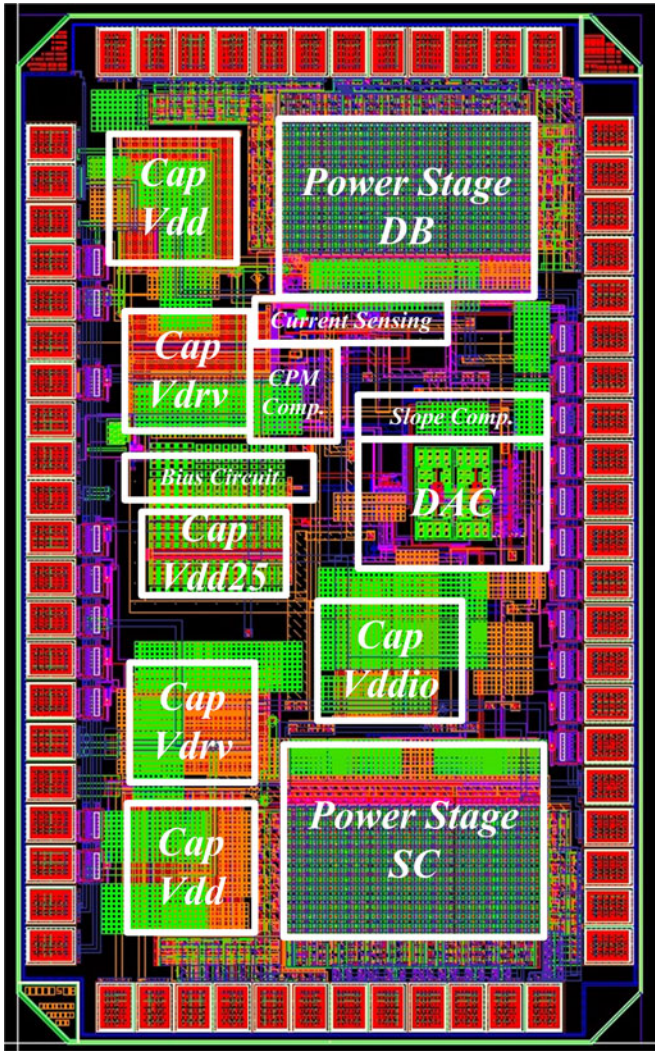 Cap
Vdd
Power Stage
DB
Current Sensing
Cap
Vdrv
CPM
Comp.
Slope Comp.
DAC
Bias Circuit
Cap
Vdd25
Cap
Vddio
Cap
Vdrv
Power Stage
SC
Cap
Vdd